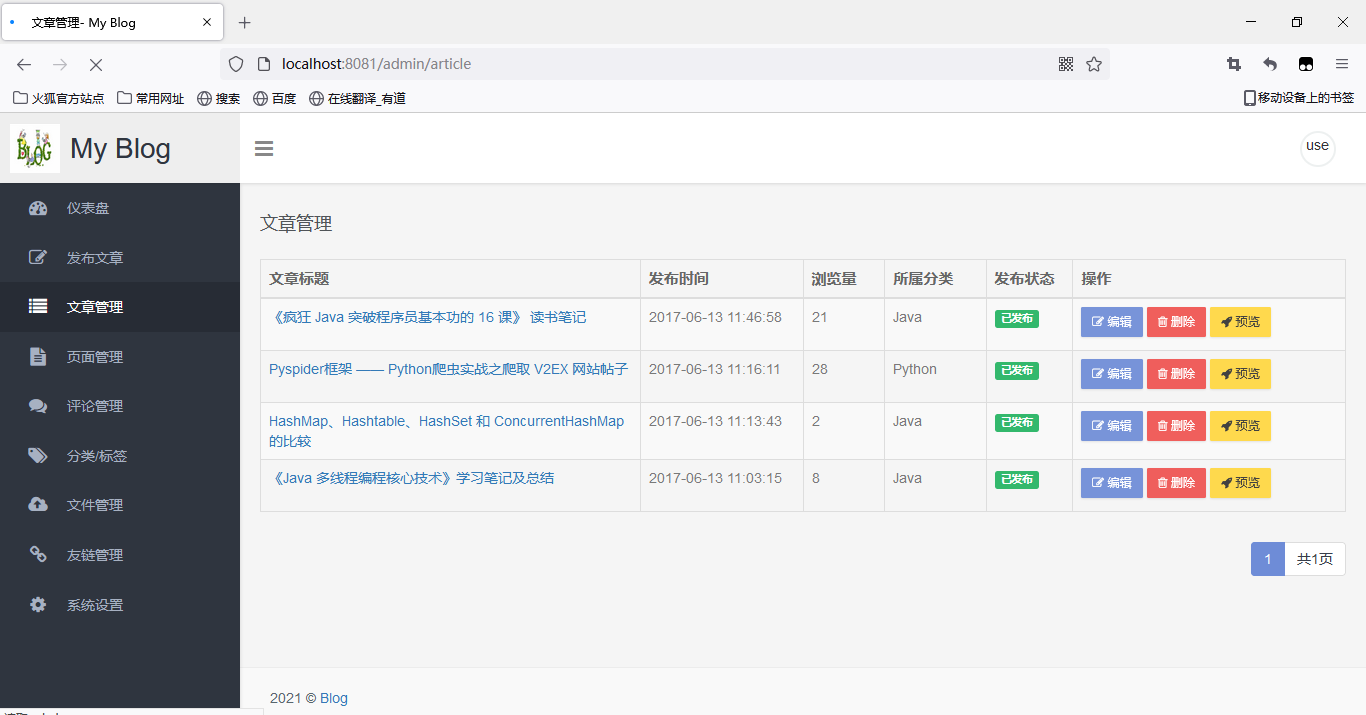 文章管理- My Blog
localhost:8081/admin/article
火狐官方站点 常用网址 搜索 百度 在线翻译_有道 移动设备上的书签
BLOG My Blog
use
仪表盘
发布文章
文章管理
页面管理
评论管理
分类/标签
文件管理
友链管理
系统设置
文章管理
文章标题 发布时间 浏览量 所属分类 发布状态 操作
《疯狂 Java 突破程序员基本功的 16 课》 读书笔记 2017-06-13 11:46:58 21 Java 已发布 编辑 删除 预览
Pyspider框架 —— Python爬虫实战之爬取 V2EX 网站帖子 2017-06-13 11:16:11 28 Python 已发布 编辑 删除 预览
HashMap、Hashtable、HashSet 和 ConcurrentHashMap 2017-06-13 11:13:43 2 Java 已发布 编辑 删除 预览
的比较
《Java 多线程编程核心技术》学习笔记及总结 2017-06-13 11:03:15 8 Java 已发布 编辑 删除 预览
1 共1页
2021 © Blog